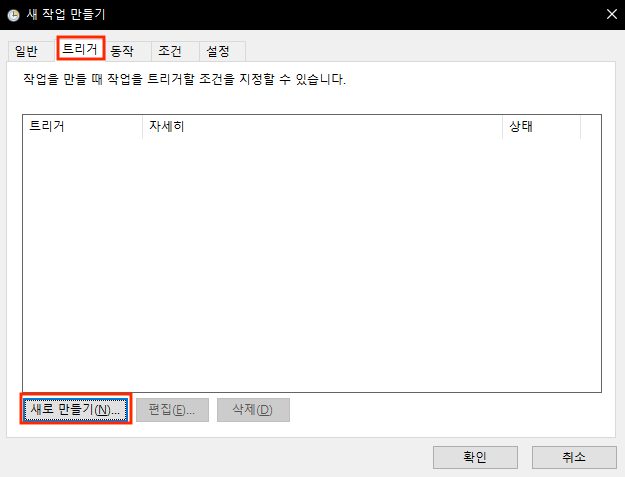 새 작업 만들기
일반 트리거 동작 조건 설정
작업을 만들 때 작업을 트리거할 조건을 지정할 수 있습니다.
트리거 자세히 상태
새로 만들기(N)... 편집(E)... 삭제(D)
확인 취소